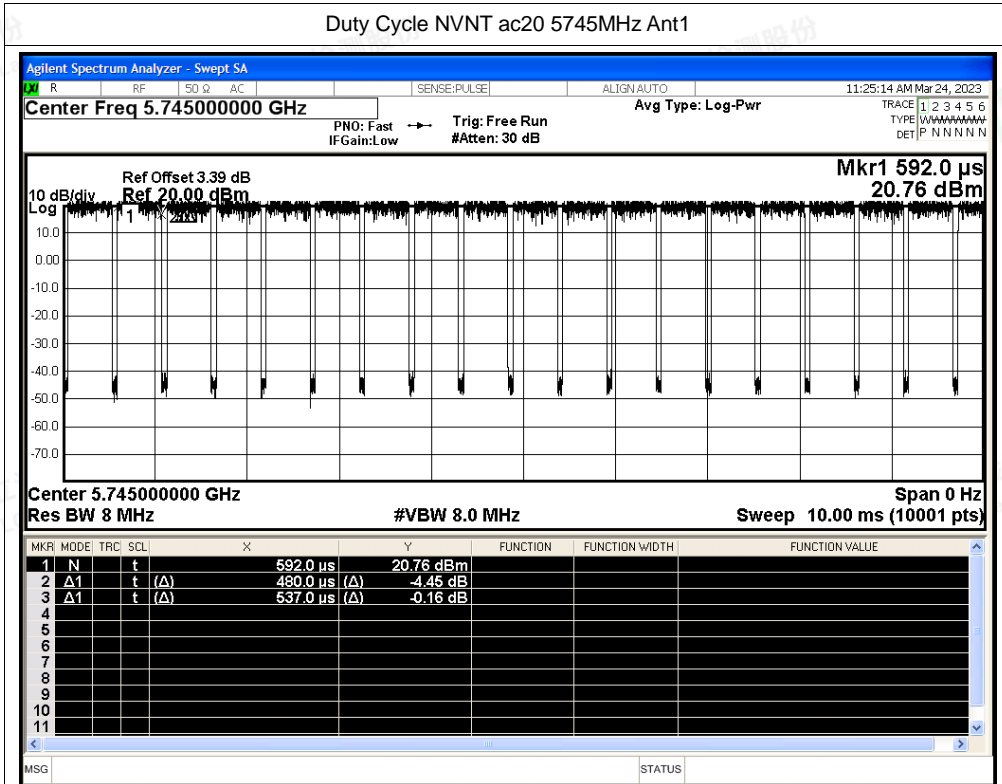 Duty Cycle NVNT ac20 5745MHz Ant1
Agilent Spectrum Analyzer - Swept SA
LXI R RF 50 Ω AC SENSE:PULSE ALIGN AUTO 11:25:14 AM Mar 24, 2023
Center Freq 5.745000000 GHz Avg Type: Log-Pwr TRACE 1 2 3 4 5 6
PNO: Fast Trig: Free Run TYPE
IFGain:Low #Atten: 30 dB DET P N N N N N
Ref Offset 3.39 dB Mkr1 592.0 µs
10 dB/div Ref 20.00 dBm 20.76 dBm
Log
1
10.0
0.00
-10.0
-20.0
-30.0
-40.0
-50.0
-60.0
-70.0
Center 5.745000000 GHz Span 0 Hz
Res BW 8 MHz #VBW 8.0 MHz Sweep 10.00 ms (10001 pts)
MKR MODE TRC SCL X Y FUNCTION FUNCTION WIDTH FUNCTION VALUE
1 N t 592.0 µs 20.76 dBm
2 Δ1 t (Δ) 480.0 µs (Δ) -4.45 dB
3 Δ1 t (Δ) 537.0 µs (Δ) -0.16 dB
4
5
6
7
8
9
10
11
MSG STATUS